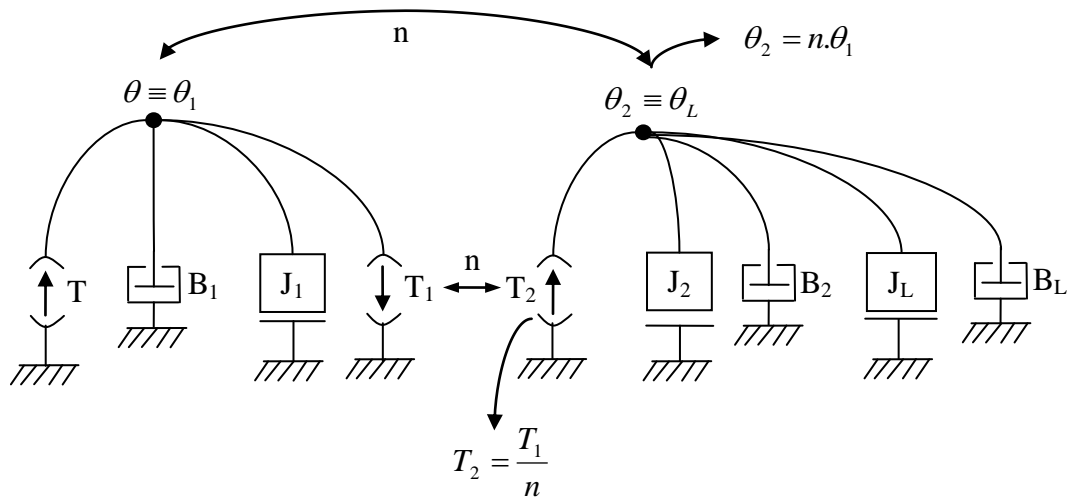 n
θ₂ = n.θ₁
θ ≡ θ₁
θ₂ ≡ θ_L
T
B₁
J₁
T₁
n
T₂
J₂
B₂
J_L
B_L
T₂ = T₁/n